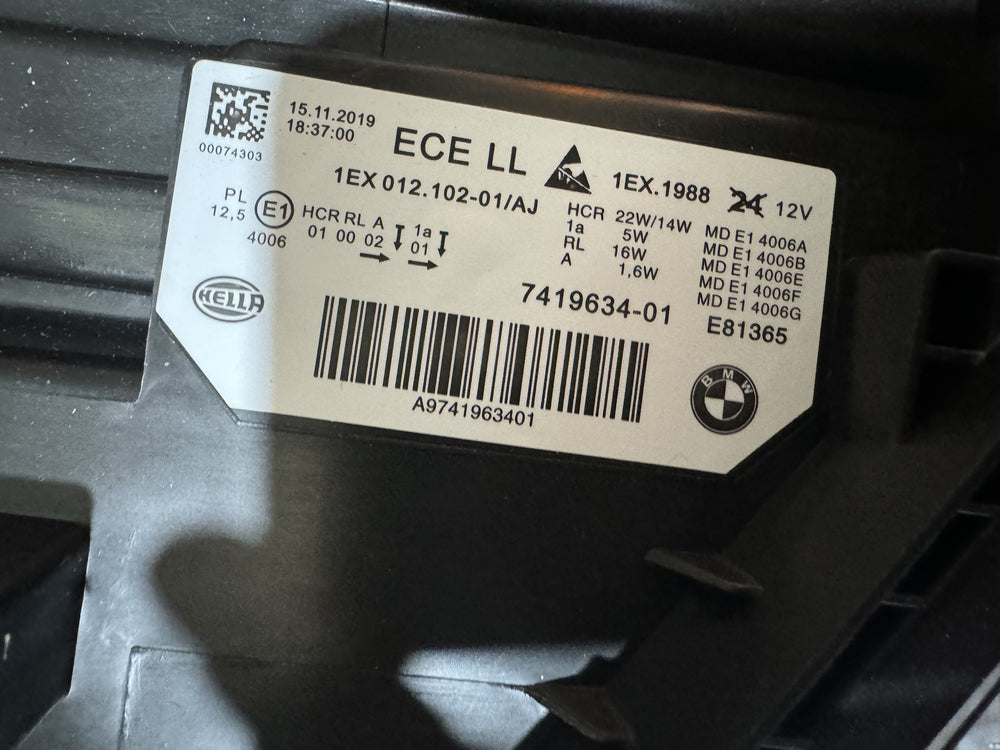 15.11.2019
18:37:00
00074303
ECE LL
1EX 012.102-01/AJ
1EX.1988 24 12V
PL
12,5
E1
4006
HCR RL A 1a
01 00 02 01
HCR 22W/14W
1a 5W
RL 16W
A 1,6W
MD E1 4006A
MD E1 4006B
MD E1 4006E
MD E1 4006F
MD E1 4006G
7419634-01
E81365
HELLA
A9741963401
BMW